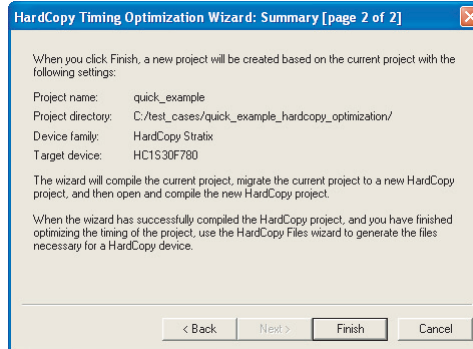 HardCopy Timing Optimization Wizard: Summary [page 2 of 2]
When you click Finish, a new project will be created based on the current project with the
following settings:
Project name: quick_example
Project directory: C:/test_cases/quick_example_hardcopy_optimization/
Device family: HardCopy Stratix
Target device: HC1S30F780
The wizard will compile the current project, migrate the current project to a new HardCopy
project, and then open and compile the new HardCopy project.
When the wizard has successfully compiled the HardCopy project, and you have finished
optimizing the timing of the project, use the HardCopy Files wizard to generate the files
necessary for a HardCopy device.
< Back Next > Finish Cancel